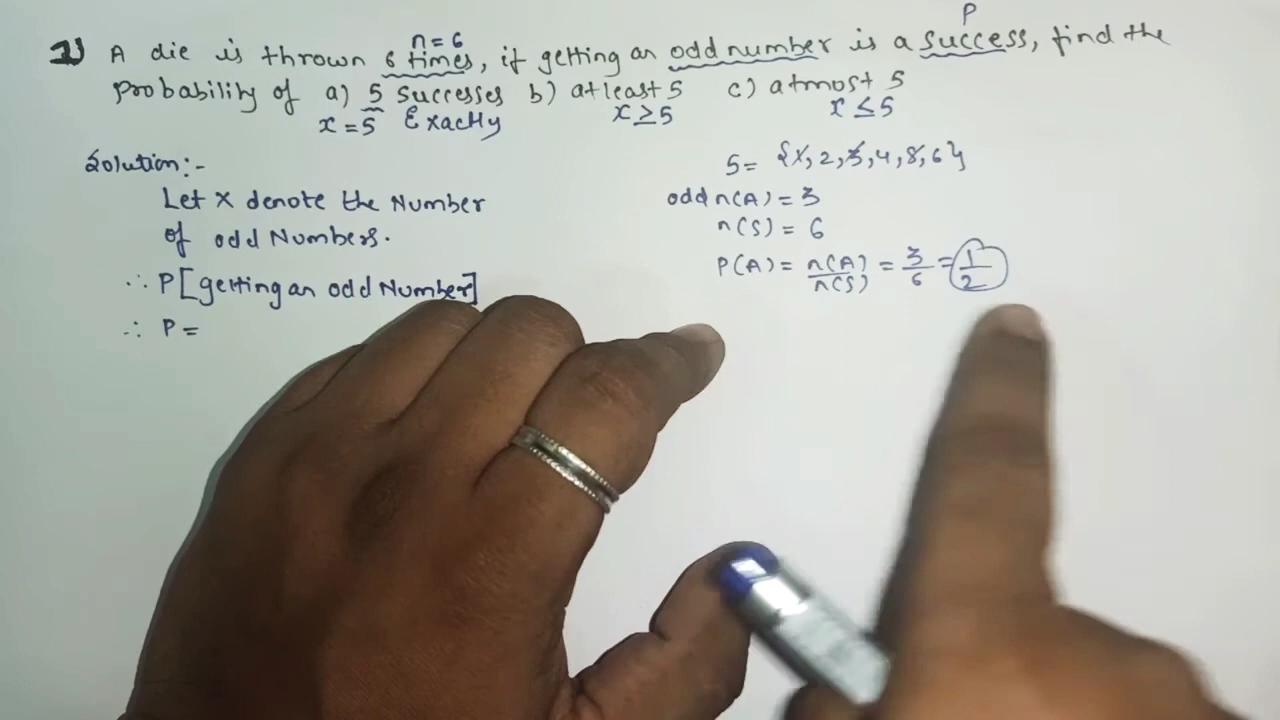 1) A die is thrown 6 times, if getting an odd number is a success, find the
n=6
P
probability of a) 5 successes b) atleast 5 c) atmost 5
x=5 Exactly x≥5 x≤5
Solution:-
Let x denote the Number
of odd Numbers.
∴ P[getting an odd Number]
∴ P=
S= {1, 2, 3, 4, 5, 6}
odd n(A) = 3
n(S) = 6
P(A) = n(A)/n(S) = 3/6 = 1/2